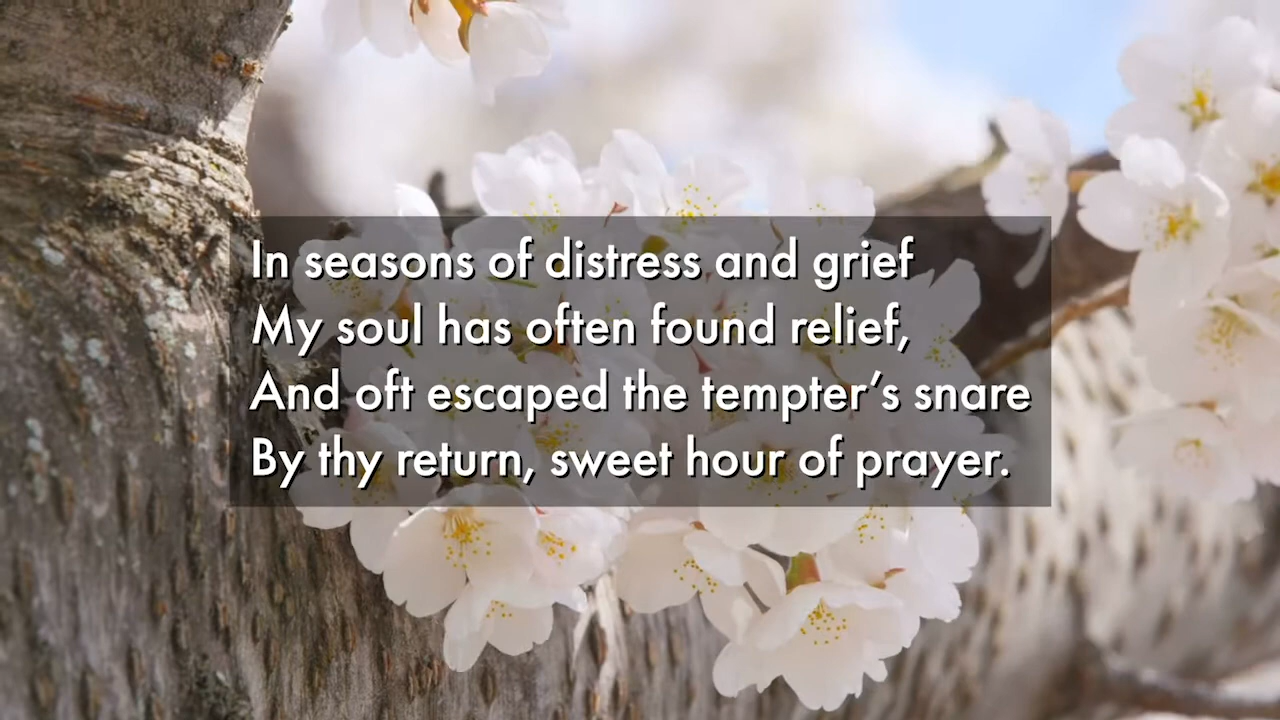 In seasons of distress and grief
My soul has often found relief,
And oft escaped the tempter’s snare
By thy return, sweet hour of prayer.